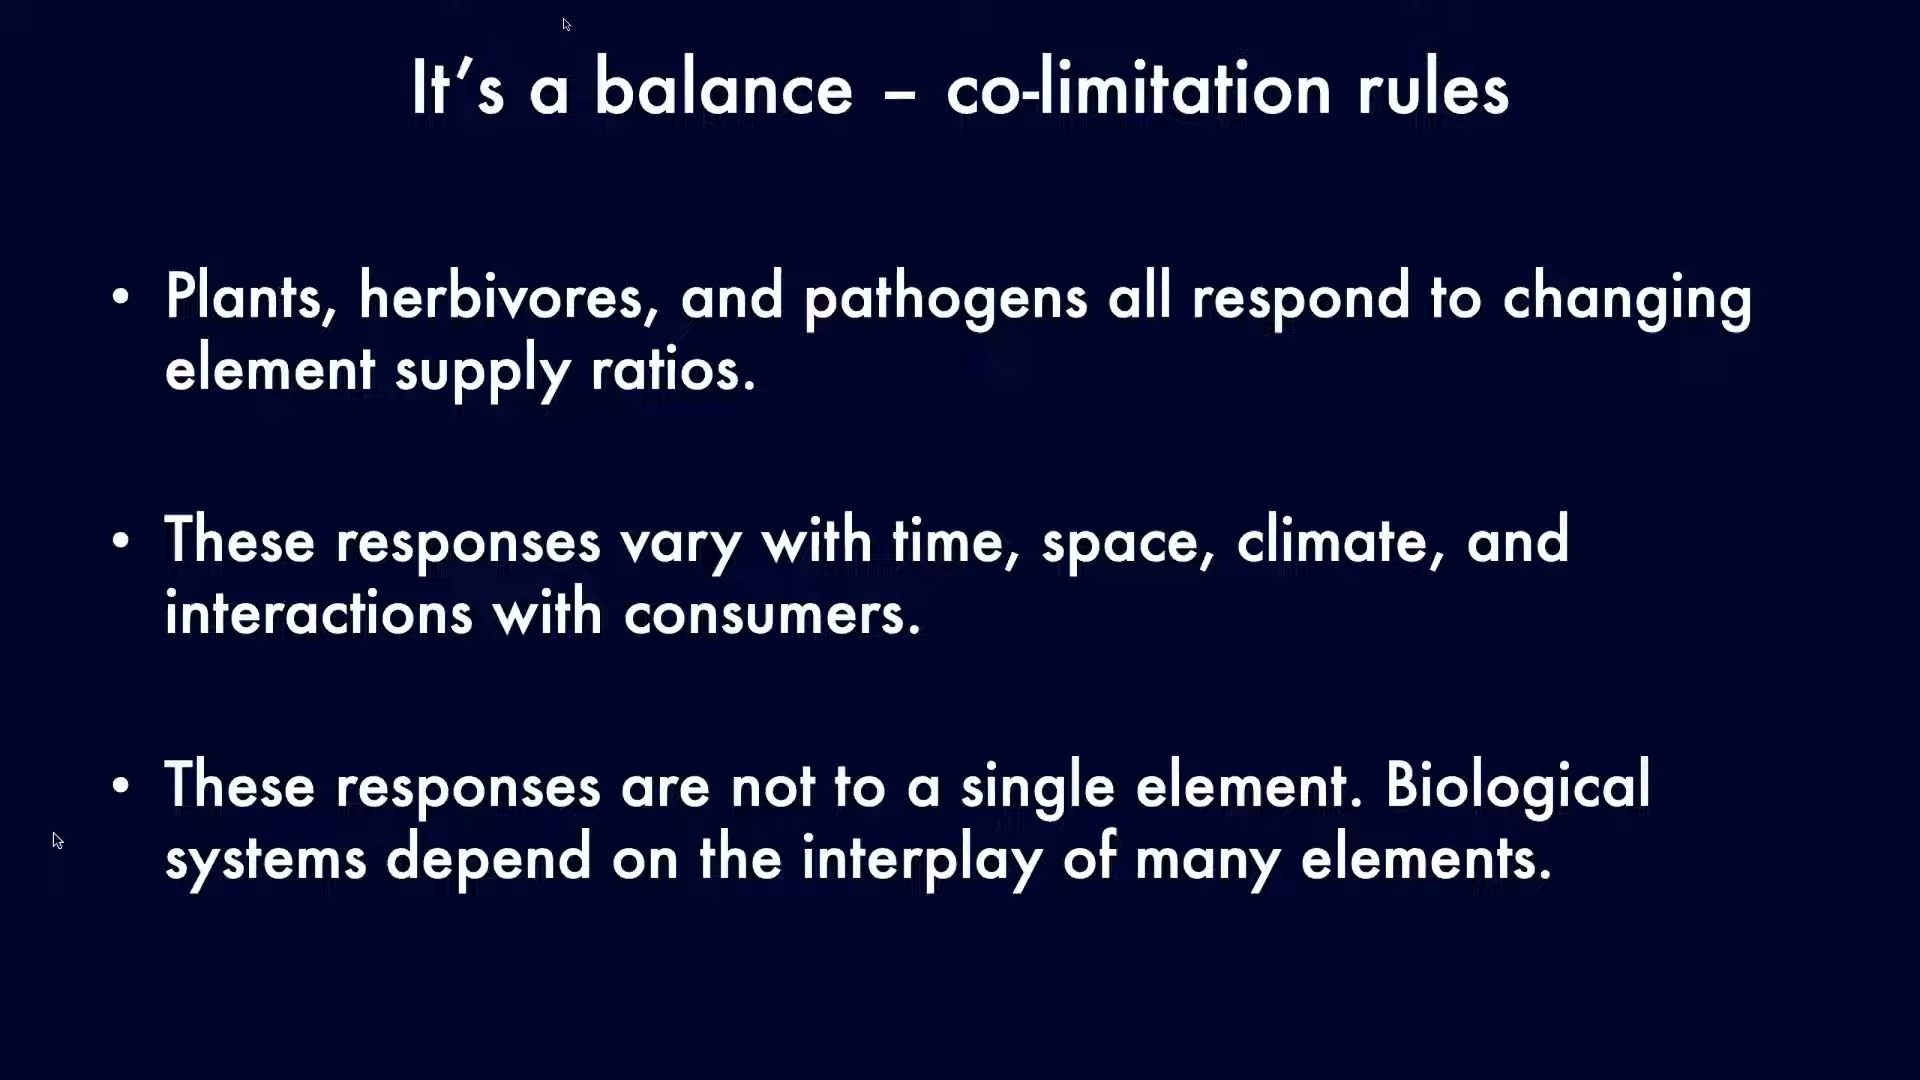 It’s a balance – co-limitation rules
• Plants, herbivores, and pathogens all respond to changing
element supply ratios.
• These responses vary with time, space, climate, and
interactions with consumers.
• These responses are not to a single element. Biological
systems depend on the interplay of many elements.